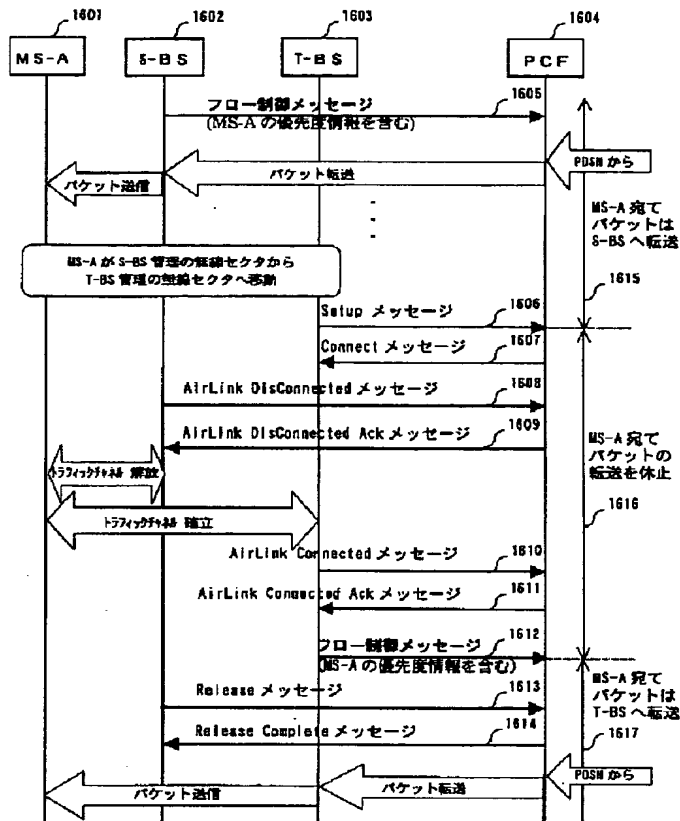 1601
1602
1603
1604
MS-A
S-BS
T-BS
PCF
1605
フロー制御メッセージ
(MS-A の優先度情報を含む)
PDSN から
パケット送信
パケット転送
MS-A 宛て
パケットは
S-BS へ転送
1615
MS-A が S-BS 管理の無線セクタから
T-BS 管理の無線セクタへ移動
1606
Setup メッセージ
1607
Connect メッセージ
1608
AirLink DisConnected メッセージ
1609
AirLink DisConnected Ack メッセージ
MS-A 宛て
パケットの
転送を休止
1616
トラフィックチャネル 解放
トラフィックチャネル 確立
1610
AirLink Connected メッセージ
1611
AirLink Connected Ack メッセージ
1612
フロー制御メッセージ
(MS-A の優先度情報を含む)
1613
Release メッセージ
MS-A 宛て
パケットは
T-BS へ転送
1614
Release Complete メッセージ
1617
PDSN から
パケット送信
パケット転送